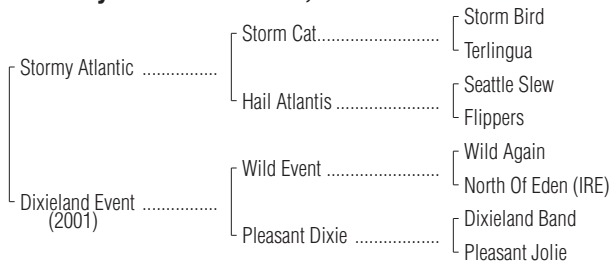 Storm Bird
Storm Cat........................................
Terlingua
Stormy Atlantic .................
Seattle Slew
Hail Atlantis ..........................
Flippers
Wild Again
Wild Event ..............................
North Of Eden (IRE)
Dixieland Event .................
(2001)
Dixieland Band
Pleasant Dixie ......................
Pleasant Jolie